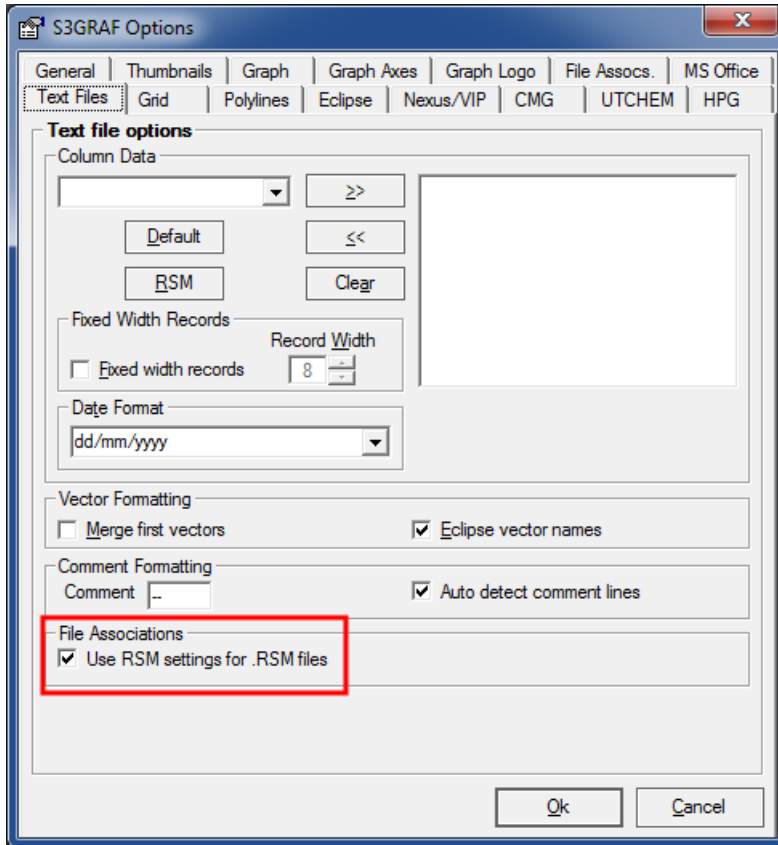 S3GRAF Options
General Thumbnails Graph Graph Axes Graph Logo File Assocs. MS Office
Text Files Grid Polylines Eclipse Nexus/VIP CMG UTCHEM HPG
Text file options
Column Data
>>
Default <<
RSM Clear
Fixed Width Records
Record Width
Fixed width records 8
Date Format
dd/mm/yyyy
Vector Formatting
Merge first vectors Eclipse vector names
Comment Formatting
Comment -- Auto detect comment lines
File Associations
Use RSM settings for .RSM files
Ok Cancel